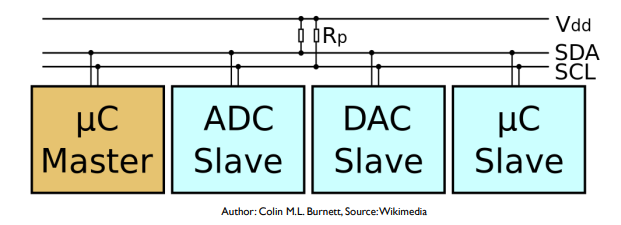 Vdd
Rp
SDA
SCL
µC
Master
ADC
Slave
DAC
Slave
µC
Slave
Author: Colin M.L. Burnett, Source: Wikimedia